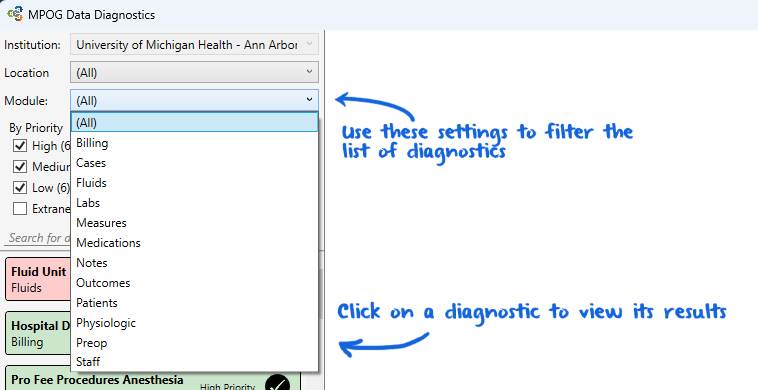 MPOG Data Diagnostics
Institution: University of Michigan Health - Ann Arbor
Location (All)
Module: (All)
(All)
Billing
Cases
Fluids
Labs
Measures
Medications
Notes
Outcomes
Patients
Physiologic
Preop
Staff
By Priority
High (6
Medium
Low (6)
Extrane
Search for d
Fluid Unit
Fluids
Hospital D
Billing
Pro Fee Procedures Anesthesia
High Priority
Use these settings to filter the
list of diagnostics
Click on a diagnostic to view its results